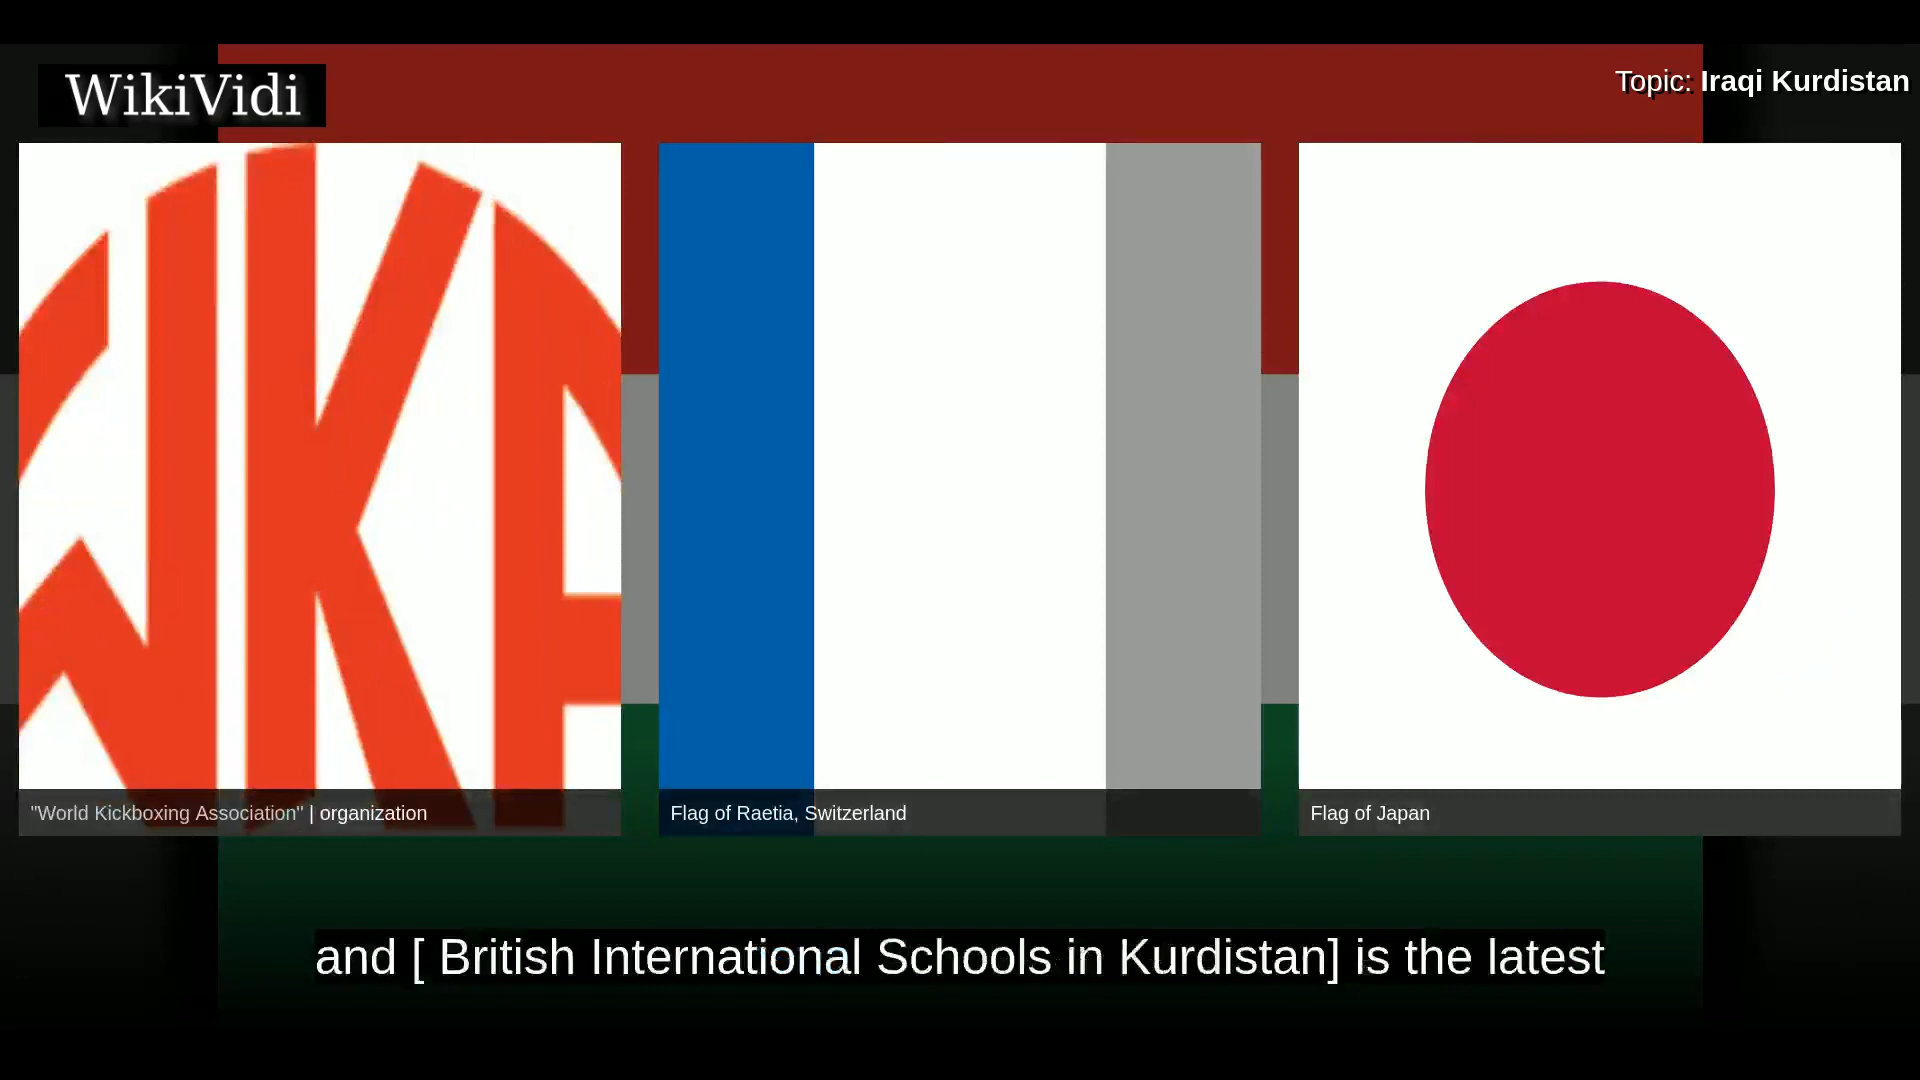 WikiVidi
Topic: Iraqi Kurdistan
WKA
"World Kickboxing Association" | organization
Flag of Raetia, Switzerland
Flag of Japan
and [ British International Schools in Kurdistan] is the latest